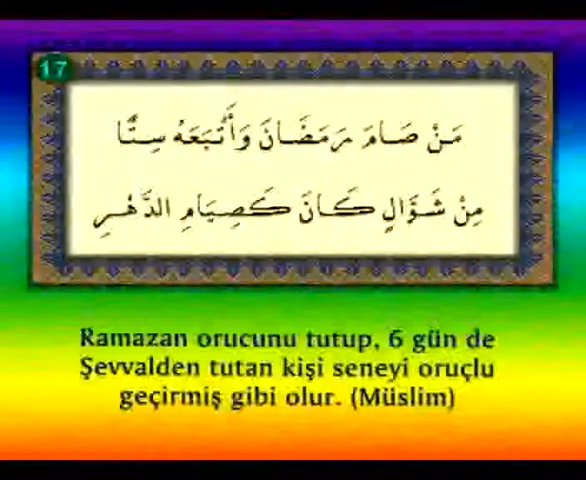 17
مَنْ صَامَ رَمَضَانَ وَأَتْبَعَهُ سِتًّا
مِنْ شَوَّالٍ كَانَ كَصِيَامِ الدَّهْرِ
Ramazan orucunu tutup, 6 gün de
Şevvalden tutan kişi seneyi oruçlu
geçirmiş gibi olur. (Müslim)